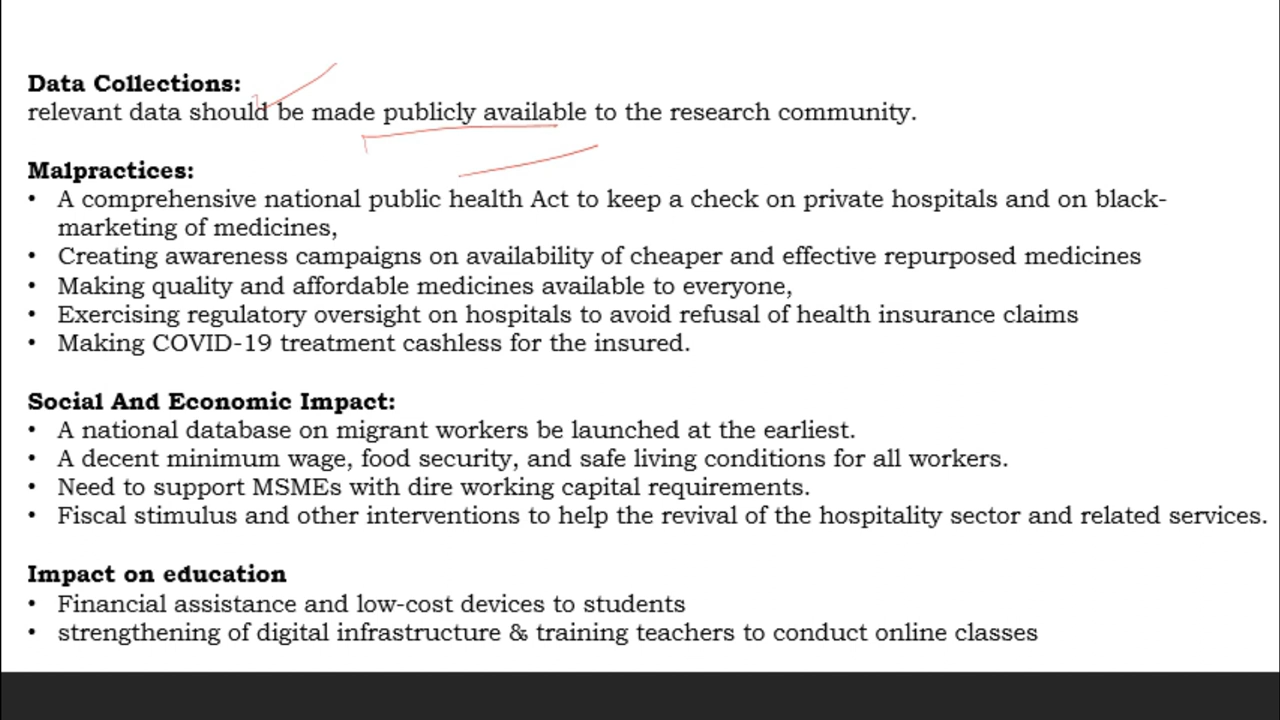 Data Collections:
relevant data should be made publicly available to the research community.
Malpractices:
• A comprehensive national public health Act to keep a check on private hospitals and on black-
marketing of medicines,
• Creating awareness campaigns on availability of cheaper and effective repurposed medicines
• Making quality and affordable medicines available to everyone,
• Exercising regulatory oversight on hospitals to avoid refusal of health insurance claims
• Making COVID-19 treatment cashless for the insured.
Social And Economic Impact:
• A national database on migrant workers be launched at the earliest.
• A decent minimum wage, food security, and safe living conditions for all workers.
• Need to support MSMEs with dire working capital requirements.
• Fiscal stimulus and other interventions to help the revival of the hospitality sector and related services.
Impact on education
• Financial assistance and low-cost devices to students
• strengthening of digital infrastructure & training teachers to conduct online classes